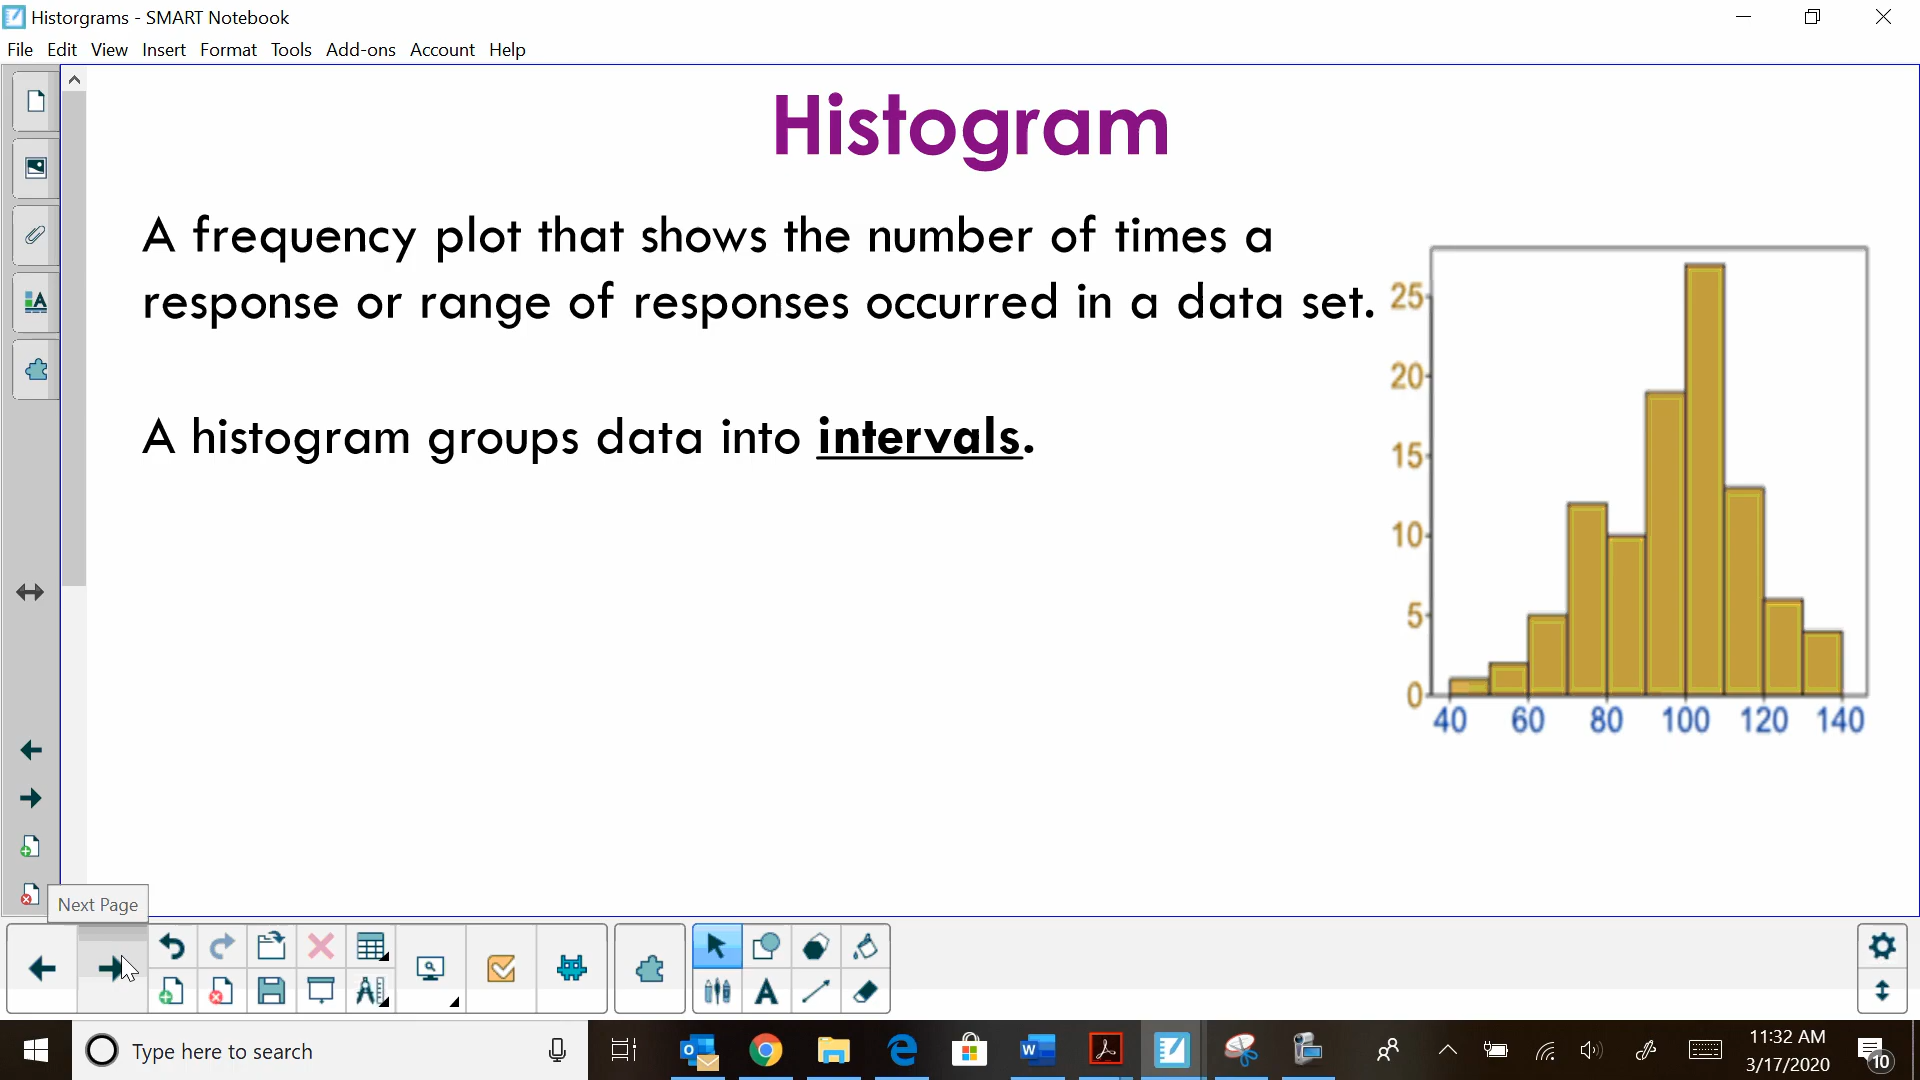 Historgrams - SMART Notebook
File Edit View Insert Format Tools Add-ons Account Help
Histogram
A frequency plot that shows the number of times a
response or range of responses occurred in a data set.
A histogram groups data into intervals.
25
20
15
10
5
0
40 60 80 100 120 140
Next Page
Type here to search
11:32 AM
3/17/2020
10